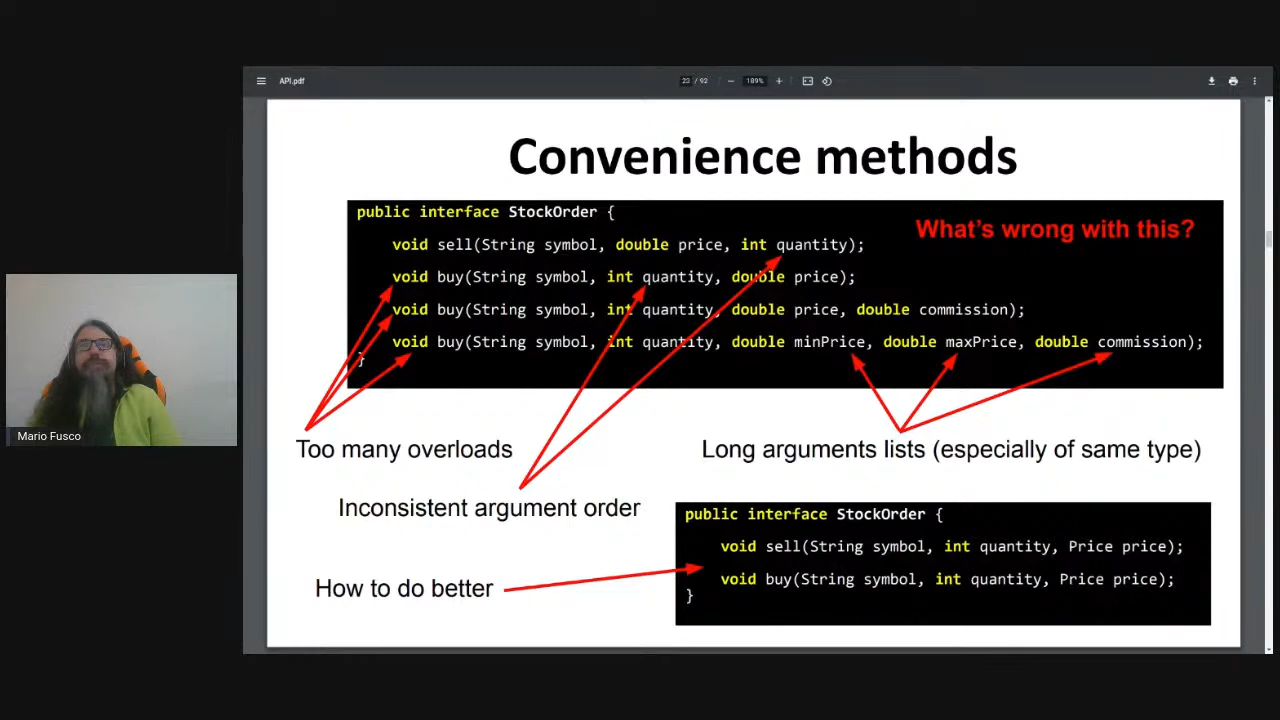 API.pdf
23 / 92
189%
Convenience methods
public interface StockOrder {
What's wrong with this?
void sell(String symbol, double price, int quantity);
void buy(String symbol, int quantity, double price);
void buy(String symbol, int quantity, double price, double commission);
void buy(String symbol, int quantity, double minPrice, double maxPrice, double commission);
}
Too many overloads
Long arguments lists (especially of same type)
Inconsistent argument order
How to do better
public interface StockOrder {
void sell(String symbol, int quantity, Price price);
void buy(String symbol, int quantity, Price price);
}
Mario Fusco